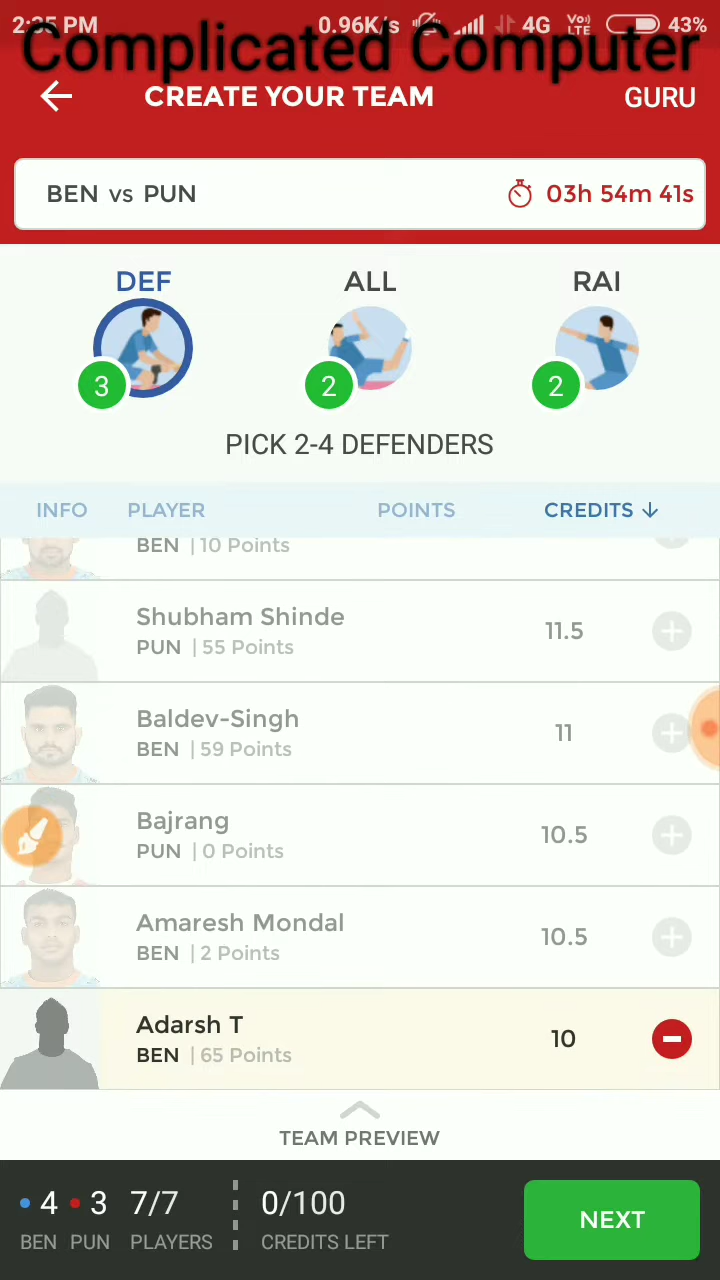 2:35 PM 0.96K/s 4G VoLTE 43%
Complicated Computer
CREATE YOUR TEAM GURU
BEN vs PUN 03h 54m 41s
DEF ALL RAI
3 2 2
PICK 2-4 DEFENDERS
INFO PLAYER POINTS CREDITS
BEN | 10 Points
Shubham Shinde
11.5
PUN | 55 Points
Baldev-Singh
11
BEN | 59 Points
Bajrang
10.5
PUN | 0 Points
Amaresh Mondal
10.5
BEN | 2 Points
Adarsh T
10
BEN | 65 Points
TEAM PREVIEW
4 3 7/7 0/100
BEN PUN PLAYERS CREDITS LEFT
NEXT